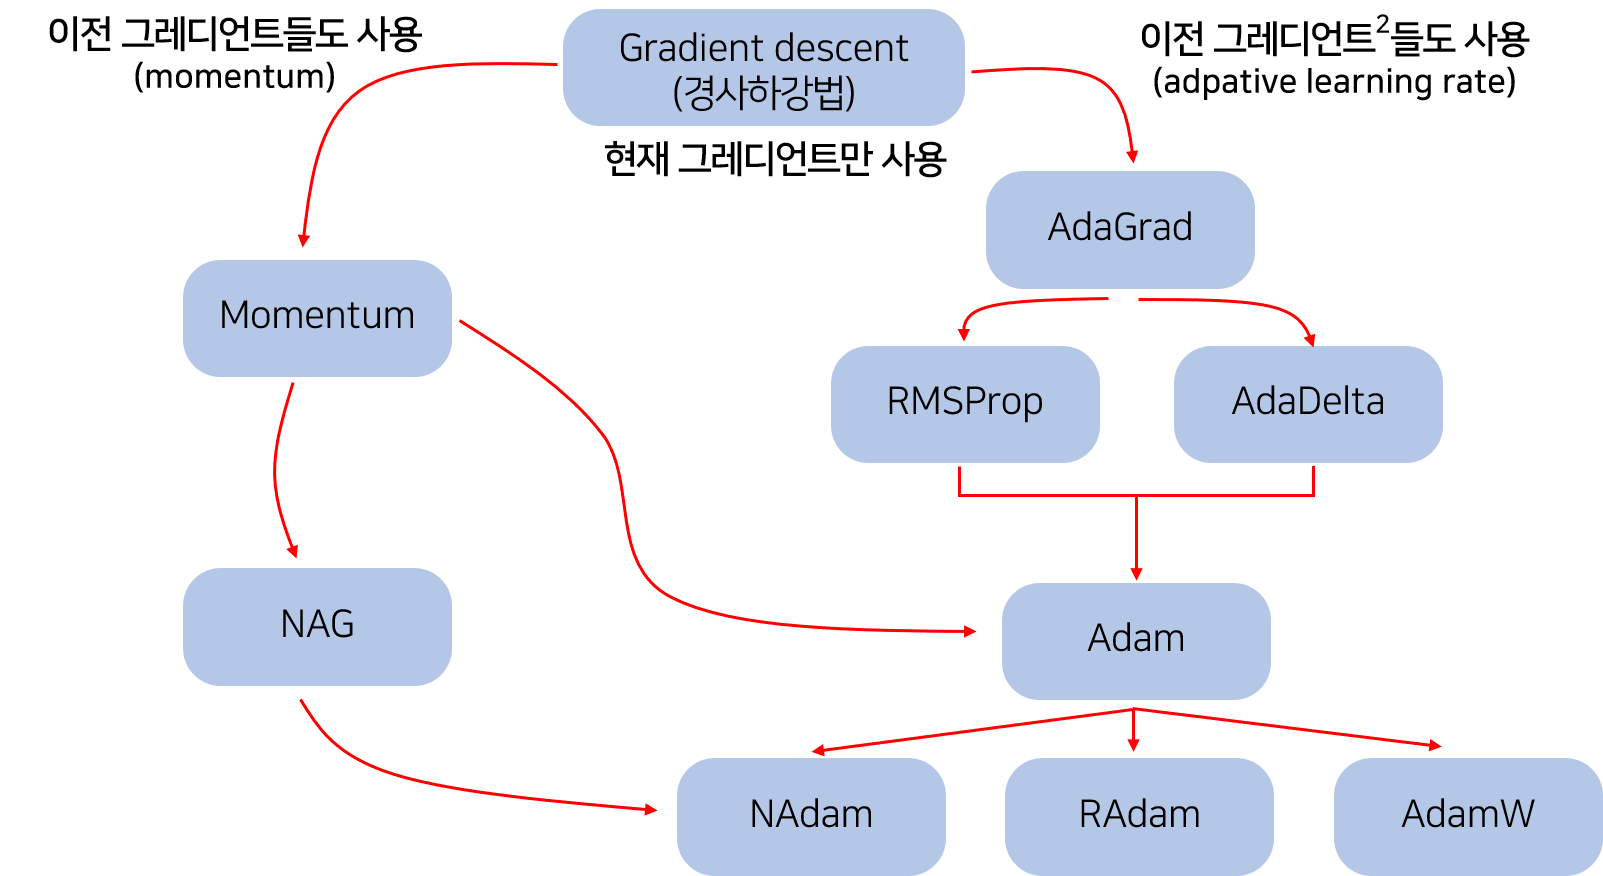 이전 그레디언트들도 사용
(momentum)
Gradient descent
(경사하강법)
현재 그레디언트만 사용
이전 그레디언트²들도 사용
(adpative learning rate)
AdaGrad
Momentum
RMSProp
AdaDelta
NAG
Adam
NAdam
RAdam
AdamW